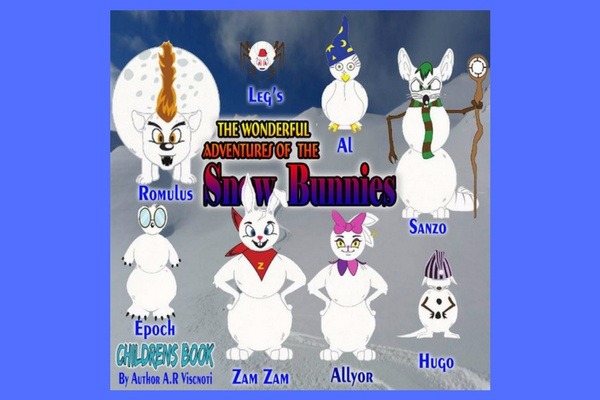 Leg's
Al
THE WONDERFUL
ADVENTURES OF THE
Snow Bunnies
Romulus
Sanzo
Z
Epoch
Zam Zam
Allyor
Hugo
CHILDRENS BOOK
By Author A.R Viscnoti